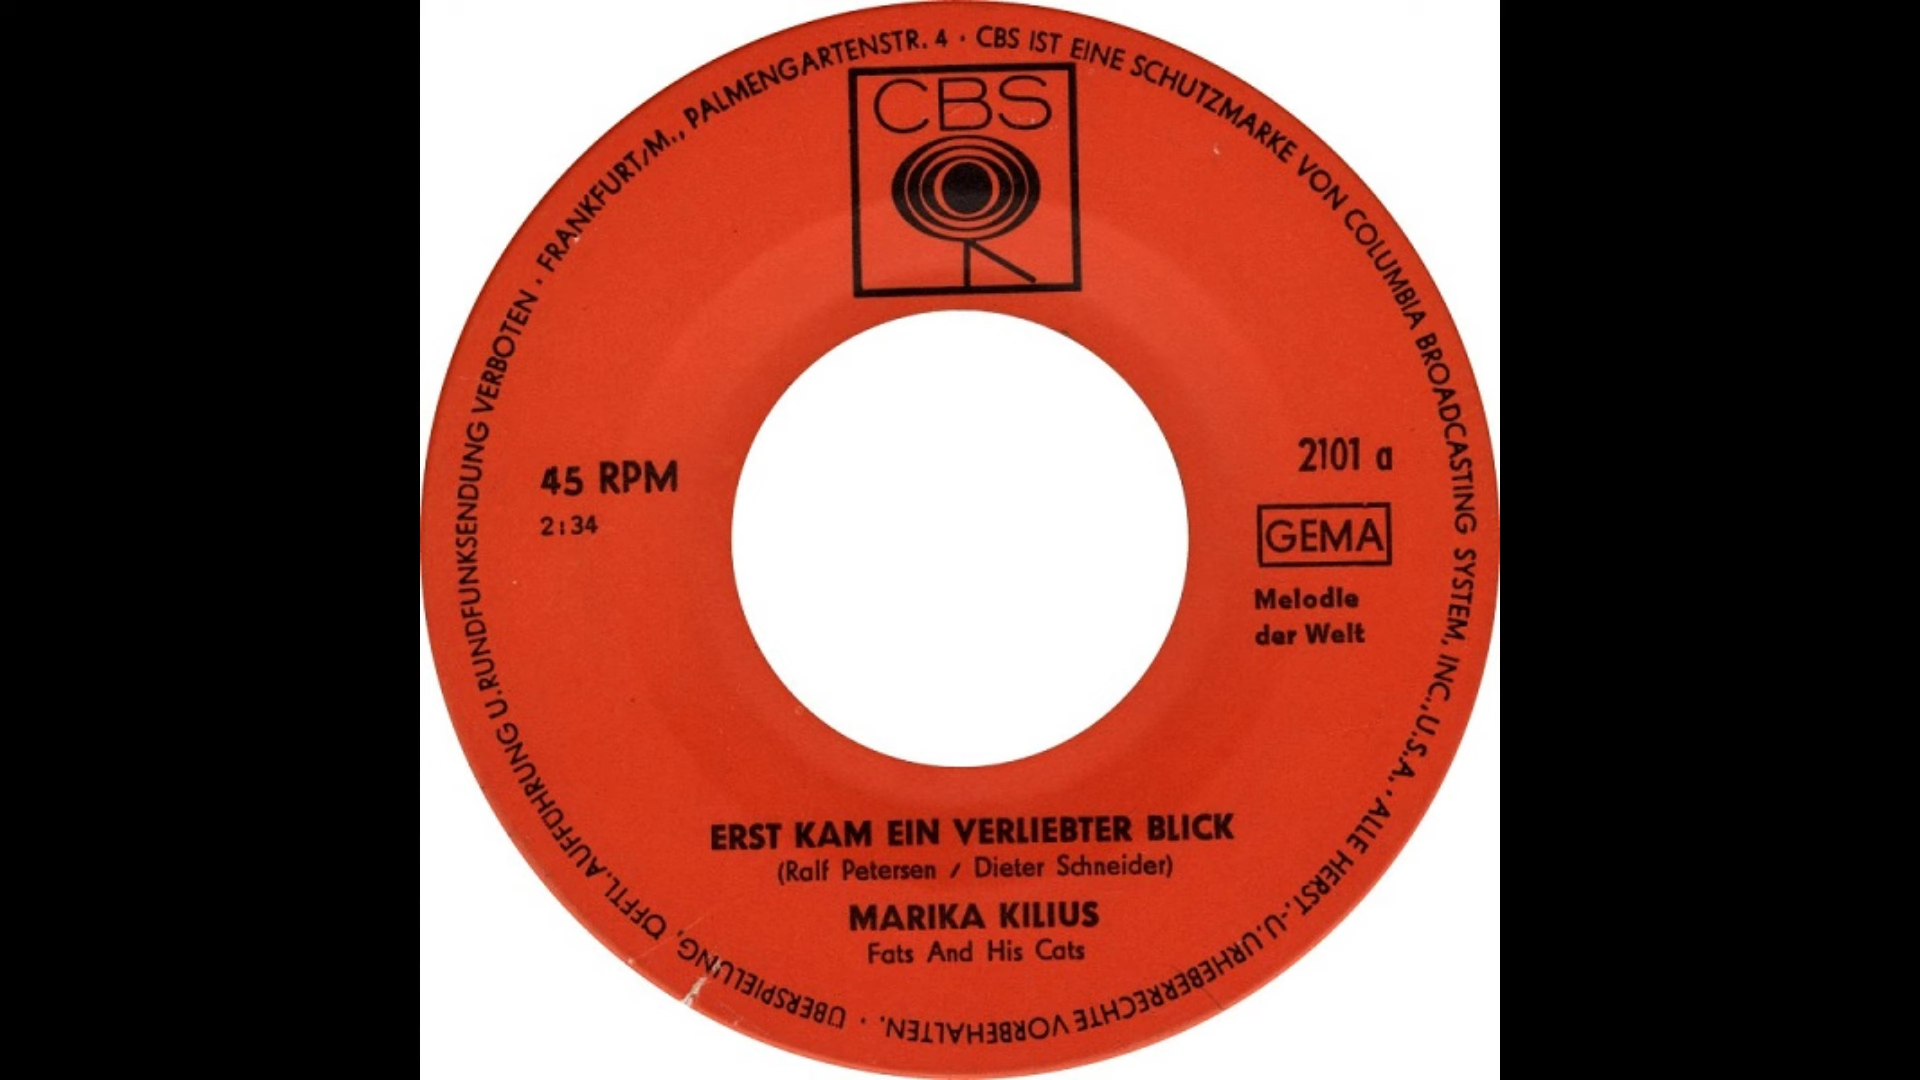 FRANKFURT/M., PALMENGARTENSTR. 4 · CBS IST EINE SCHUTZMARKE VON COLUMBIA BROADCASTING SYSTEM, INC., U.S.A. · ALLE HERST.-U. URHEBERRECHTE VORBEHALTEN. · ÜBERSPIELUNG, ÖFFTL. AUFFÜHRUNG U. RUNDFUNKSENDUNG VERBOTEN ·
CBS
45 RPM
2:34
2101 a
GEMA
Melodie
der Welt
ERST KAM EIN VERLIEBTER BLICK
(Ralf Petersen / Dieter Schneider)
MARIKA KILIUS
Fats And His Cats